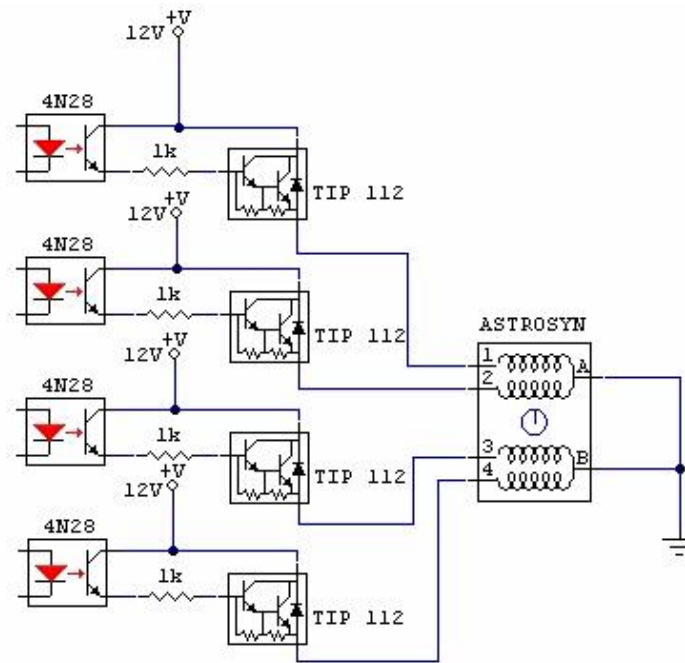 +V
12V
4N28
1k
TIP 112
+V
12V
4N28
1k
TIP 112
+V
12V
4N28
1k
TIP 112
+V
12V
4N28
1k
TIP 112
ASTROSYN
1
2
A
3
4
B